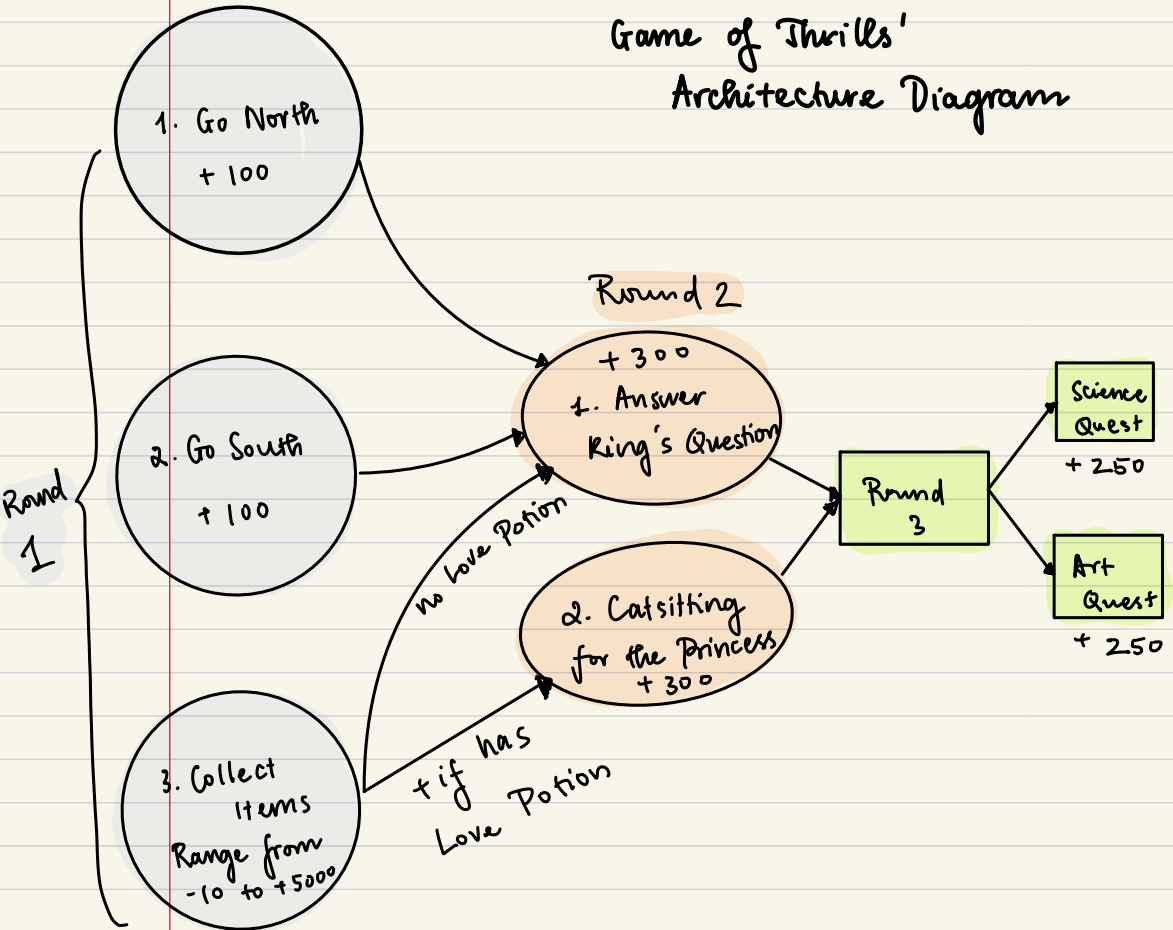 Game of Thrills'
Architecture Diagram
Round
1
1. Go North
+ 100
2. Go South
+ 100
3. Collect
Items
Range from
-10 to +5000
no Love Potion
+ if has
Love Potion
Round 2
+ 300
1. Answer
King's Question
2. Catsitting
for the Princess
+ 300
Round
3
Science
Quest
+ 250
Art
Quest
+ 250